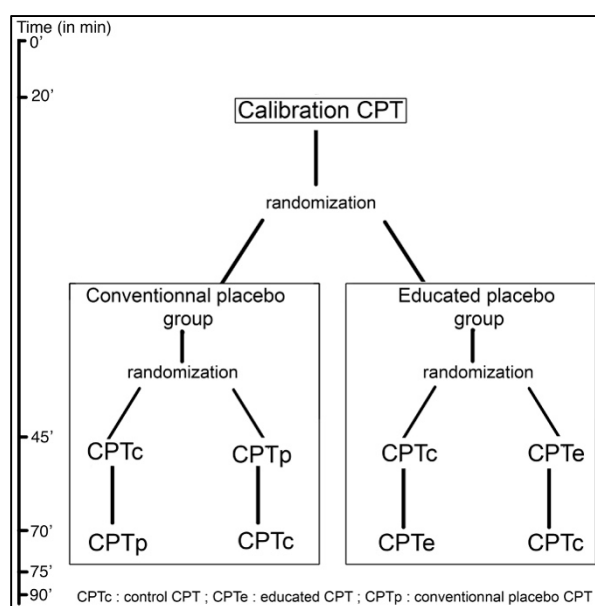 Time (in min)
0’
20’
Calibration CPT
randomization
Conventionnal placebo
group
Educated placebo
group
randomization
randomization
45’
CPTc
CPTp
CPTc
CPTe
70’
CPTp
CPTc
CPTe
CPTc
75’
90’
CPTc : control CPT ; CPTe : educated CPT ; CPTp : conventionnal placebo CPT